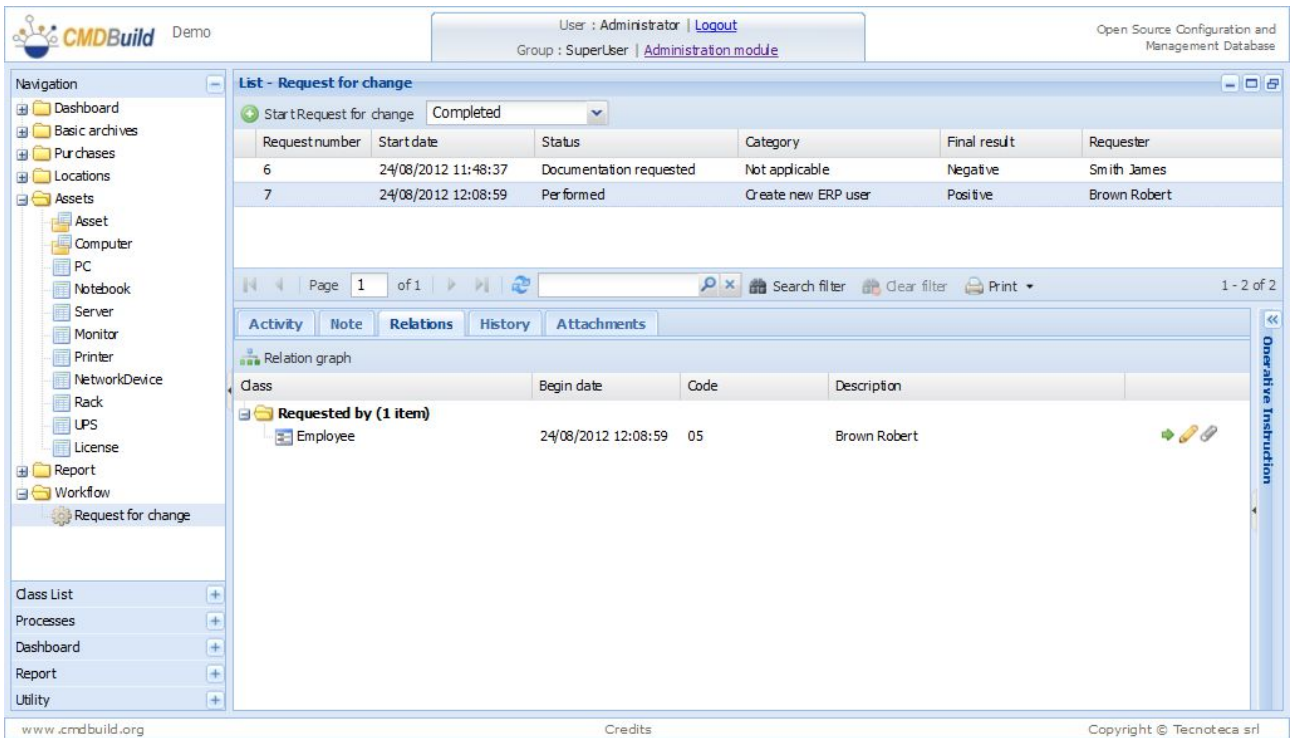 CMDBuild Demo
User : Administrator | Logout
Group : SuperUser | Administration module
Open Source Configuration and
Management Database
Navigation
Dashboard
Basic archives
Purchases
Locations
Assets
Asset
Computer
PC
Notebook
Server
Monitor
Printer
NetworkDevice
Rack
UPS
License
Report
Workflow
Request for change
Class List
Processes
Dashboard
Report
Utility
List - Request for change
Start Request for change Completed
Request number Start date Status Category Final result Requester
6 24/08/2012 11:48:37 Documentation requested Not applicable Negative Smith James
7 24/08/2012 12:08:59 Performed Create new ERP user Positive Brown Robert
Page 1 of 1 Search filter Clear filter Print 1 - 2 of 2
Activity Note Relations History Attachments
Relation graph
Class Begin date Code Description
Requested by (1 item)
Employee 24/08/2012 12:08:59 05 Brown Robert
Operative Instruction
www.cmdbuild.org Credits Copyright © Tecnoteca srl